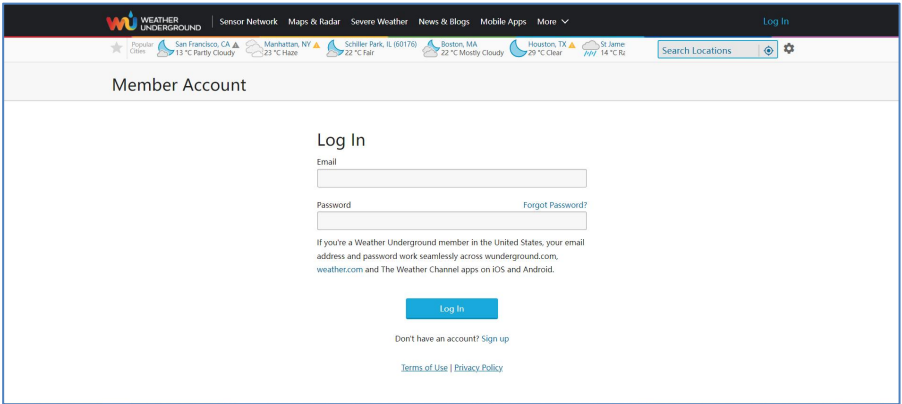 WEATHER UNDERGROUND Sensor Network Maps & Radar Severe Weather News & Blogs Mobile Apps More Log In
Popular Cities San Francisco, CA 13 °C Partly Cloudy Manhattan, NY 23 °C Haze Schiller Park, IL (60176) 22 °C Fair Boston, MA 22 °C Mostly Cloudy Houston, TX 29 °C Clear St Jame 14 °C Ra Search Locations
Member Account
Log In
Email
Password Forgot Password?
If you're a Weather Underground member in the United States, your email
address and password work seamlessly across wunderground.com,
weather.com and The Weather Channel apps on iOS and Android.
Log In
Don't have an account? Sign up
Terms of Use | Privacy Policy